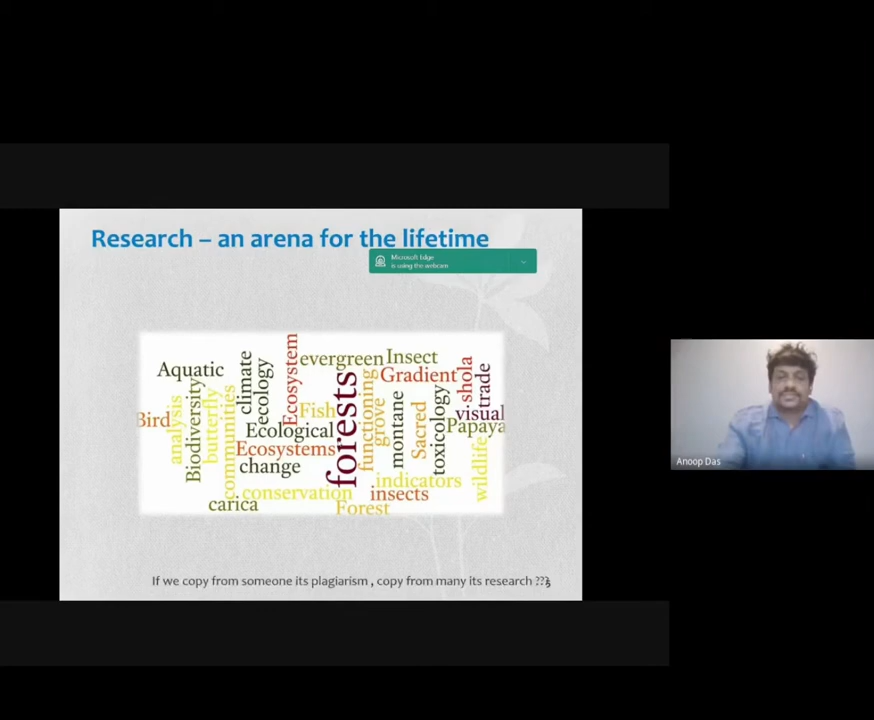 Research – an arena for the lifetime
Microsoft Edge
is using the webcam
Aquatic
climate
ecology
Ecosystem
evergreen
Insect
Gradient
shola
trade
Bird
analysis
Biodiversity
butterfly
communities
Fish
Ecological
Ecosystems
change
forests
functioning
grove
montane
Sacred
toxicology
visual
Papaya
wildlife
indicators
conservation
insects
carica
Forest
Anoop Das
If we copy from someone its plagiarism , copy from many its research ???